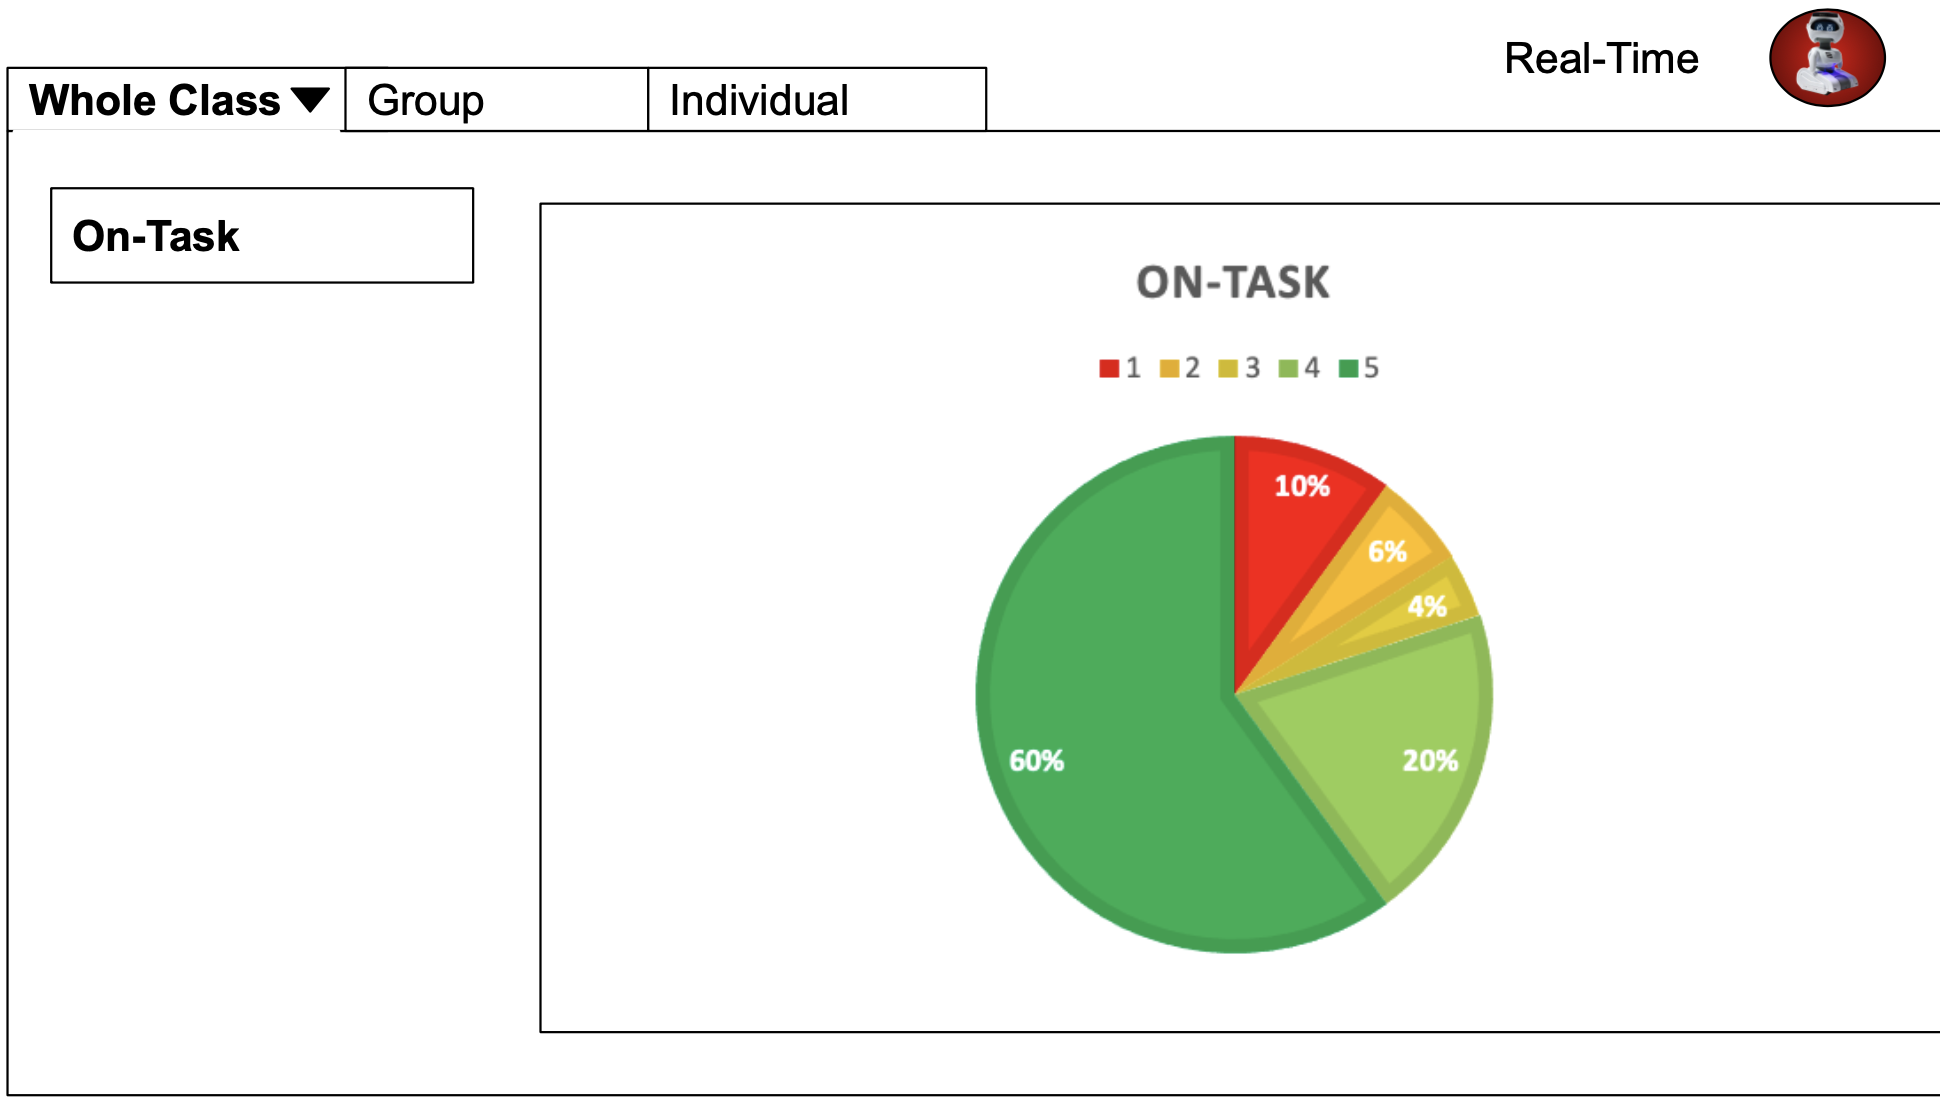 Real-Time
Whole Class Group Individual
On-Task
ON-TASK
1 2 3 4 5
10%
6%
4%
20%
60%